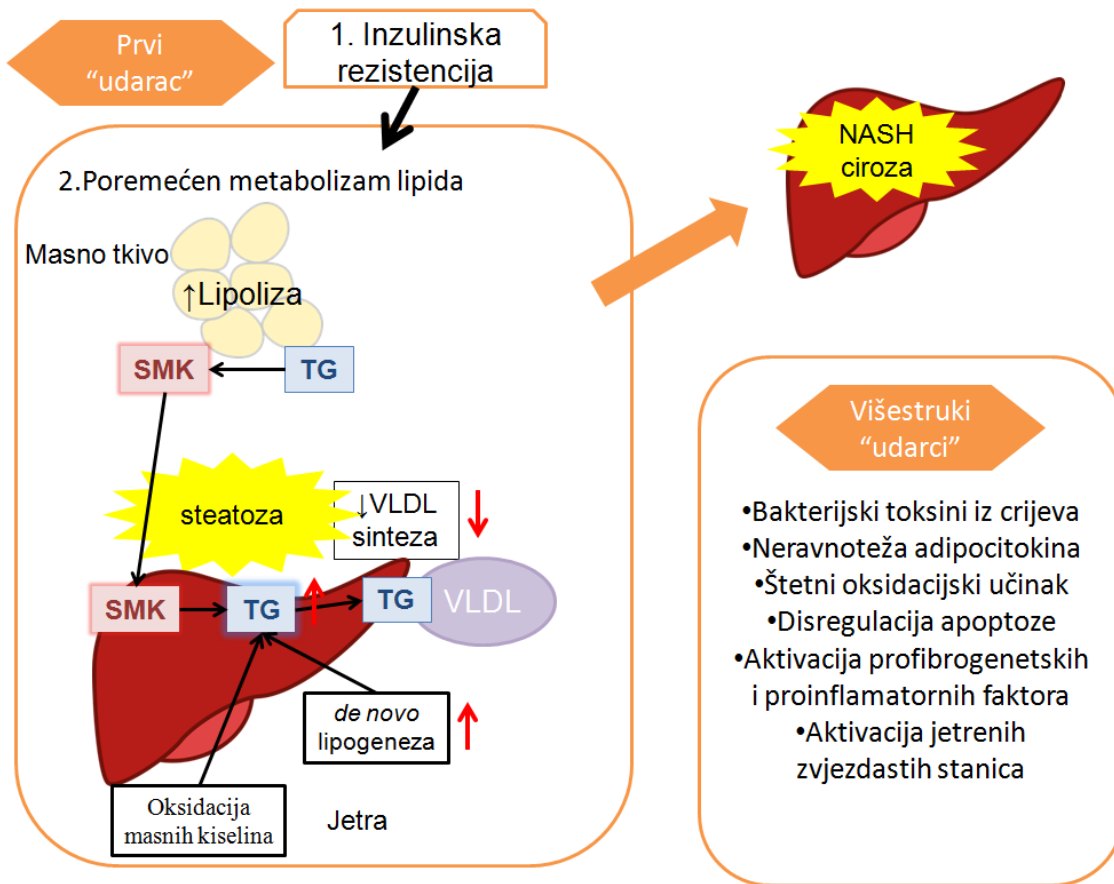 Prvi
“udarac”
1. Inzulinska
rezistencija
2.Poremećen metabolizam lipida
Masno tkivo
↑Lipoliza
SMK
TG
steatoza
↓VLDL
sinteza
SMK
TG
TG
VLDL
de novo
lipogeneza
Oksidacija
masnih kiselina
Jetra
NASH
ciroza
Višestruki
“udarci”
•Bakterijski toksini iz crijeva
•Neravnoteža adipocitokina
•Štetni oksidacijski učinak
•Disregulacija apoptoze
•Aktivacija profibrogenetskih
i proinflamatornih faktora
•Aktivacija jetrenih
zvjezdastih stanica